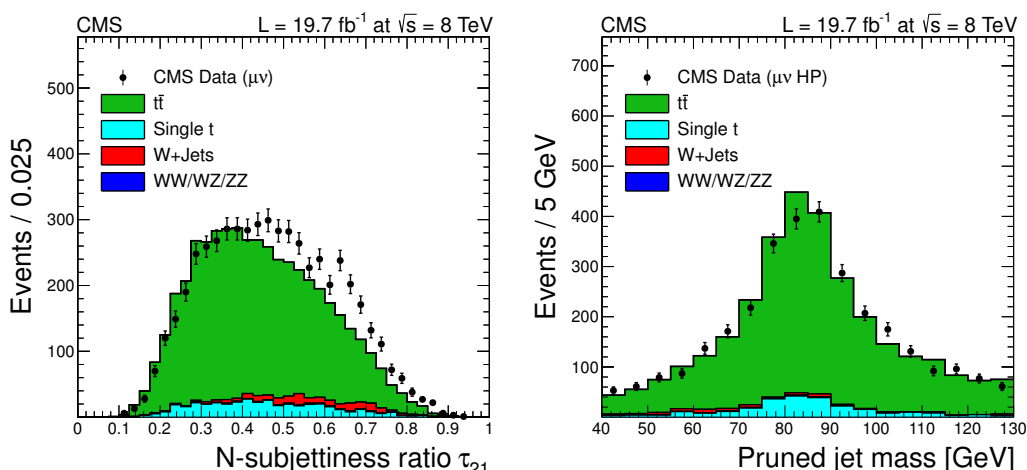 CMS L = 19.7 fb⁻¹ at √s = 8 TeV
Events / 0.025
500
400
300
200
100
CMS Data (μν)
tt̄
Single t
W+Jets
WW/WZ/ZZ
0 0.1 0.2 0.3 0.4 0.5 0.6 0.7 0.8 0.9 1
N-subjettiness ratio τ₂₁
CMS L = 19.7 fb⁻¹ at √s = 8 TeV
Events / 5 GeV
700
600
500
400
300
200
100
CMS Data (μν HP)
tt̄
Single t
W+Jets
WW/WZ/ZZ
40 50 60 70 80 90 100 110 120 130
Pruned jet mass [GeV]